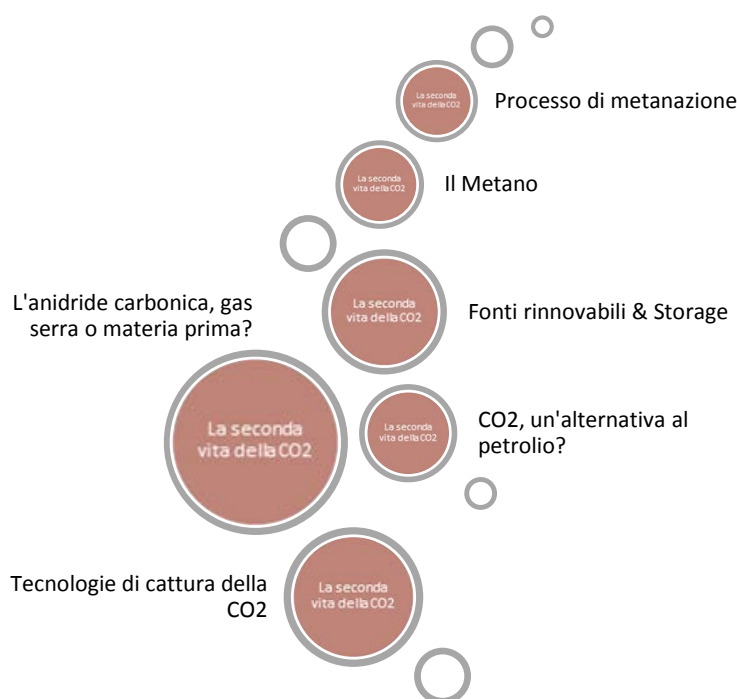 La seconda
vita della CO2
Processo di metanazione
La seconda
vita della CO2
Il Metano
L'anidride carbonica, gas
serra o materia prima?
La seconda
vita della CO2
Fonti rinnovabili & Storage
La seconda
vita della CO2
La seconda
vita della CO2
CO2, un'alternativa al
petrolio?
Tecnologie di cattura della
CO2
La seconda
vita della CO2